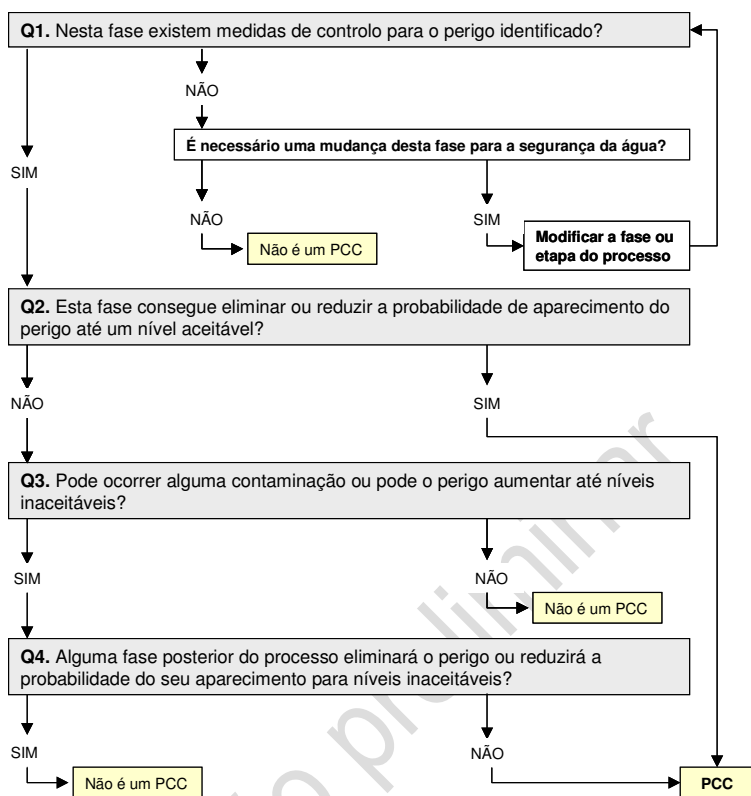 Q1. Nesta fase existem medidas de controlo para o perigo identificado?
NÃO
É necessário uma mudança desta fase para a segurança da água?
SIM
NÃO
Não é um PCC
SIM
Modificar a fase ou
etapa do processo
Q2. Esta fase consegue eliminar ou reduzir a probabilidade de aparecimento do
perigo até um nível aceitável?
NÃO
SIM
Q3. Pode ocorrer alguma contaminação ou pode o perigo aumentar até níveis
inaceitáveis?
SIM
NÃO
Não é um PCC
Q4. Alguma fase posterior do processo eliminará o perigo ou reduzirá a
probabilidade do seu aparecimento para níveis inaceitáveis?
SIM
Não é um PCC
NÃO
PCC
preliminar